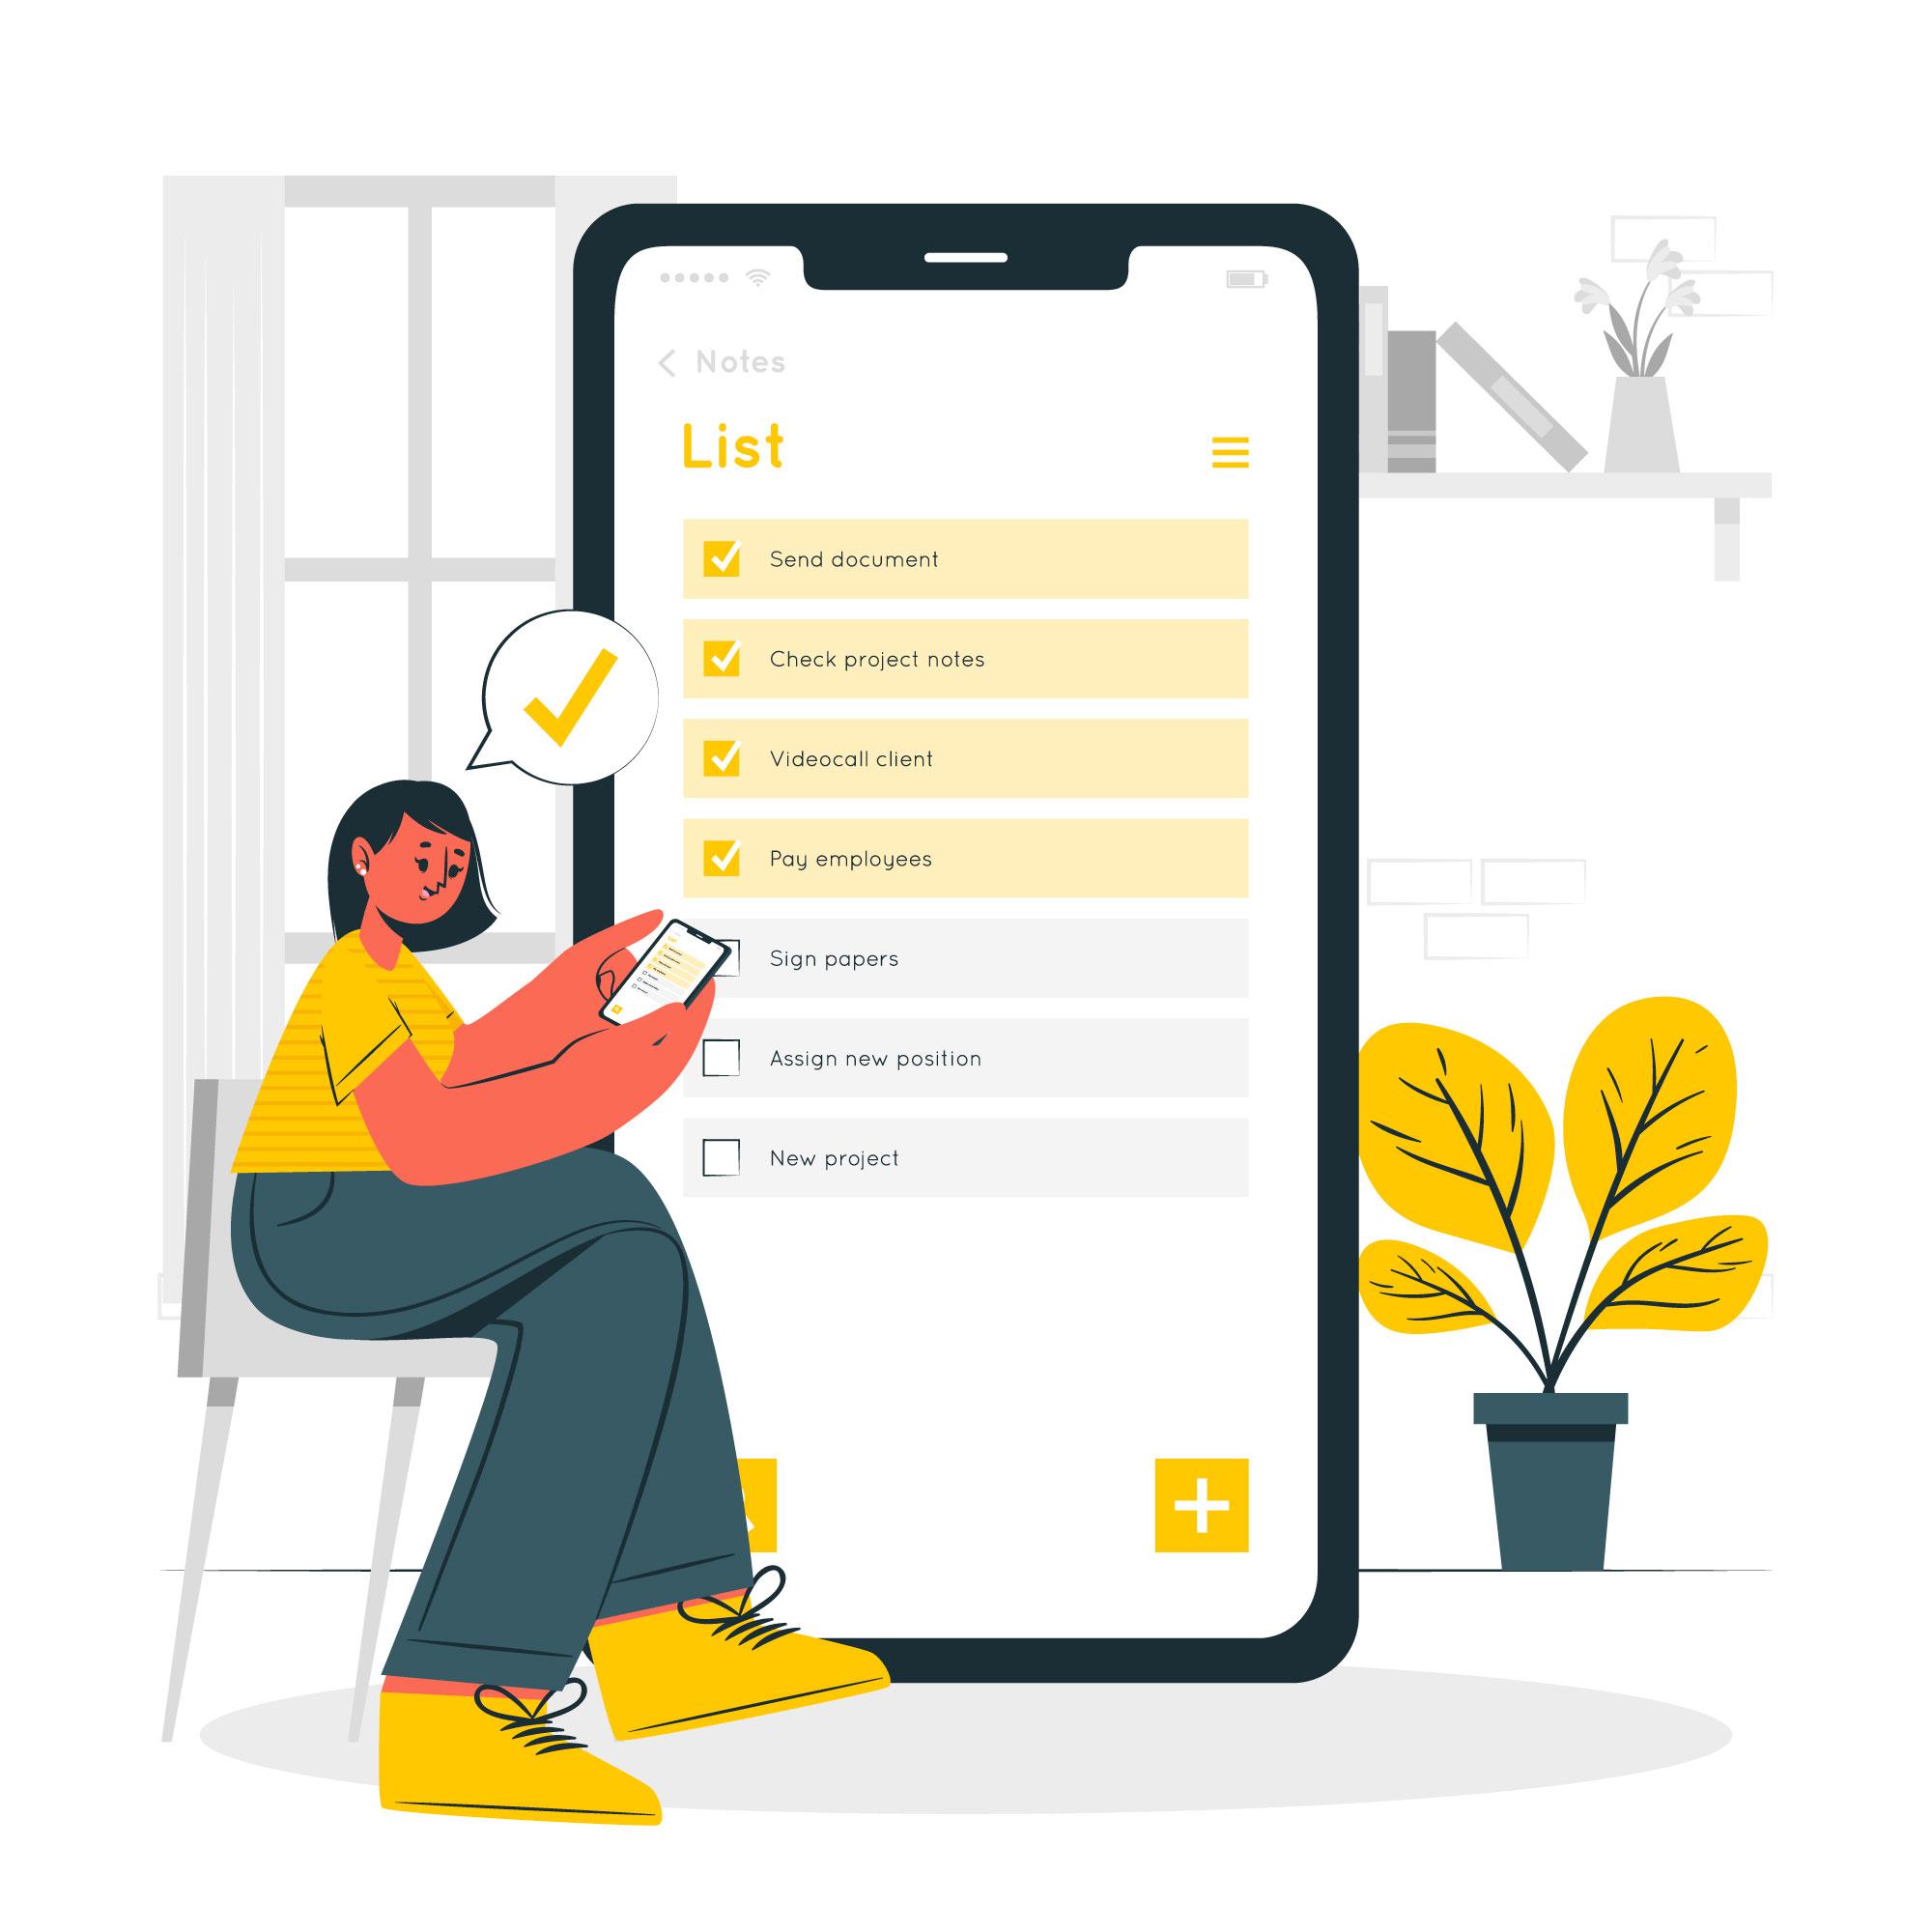 Notes
List
Send document
Check project notes
Videocall client
Pay employees
Sign papers
Assign new position
New project